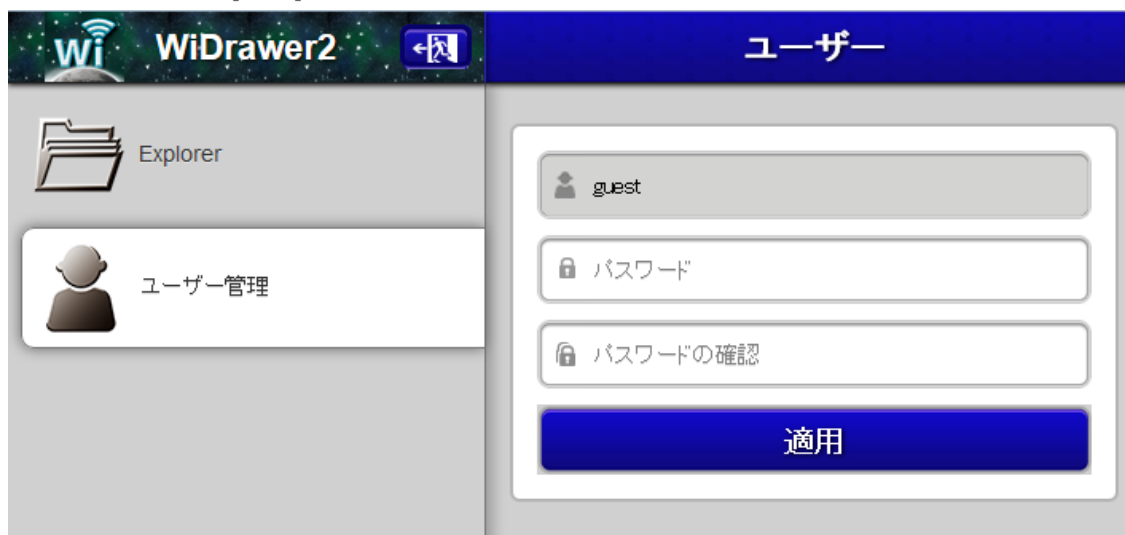 Wi WiDrawer2
ユーザー
Explorer
ユーザー管理
guest
パスワード
パスワードの確認
適用